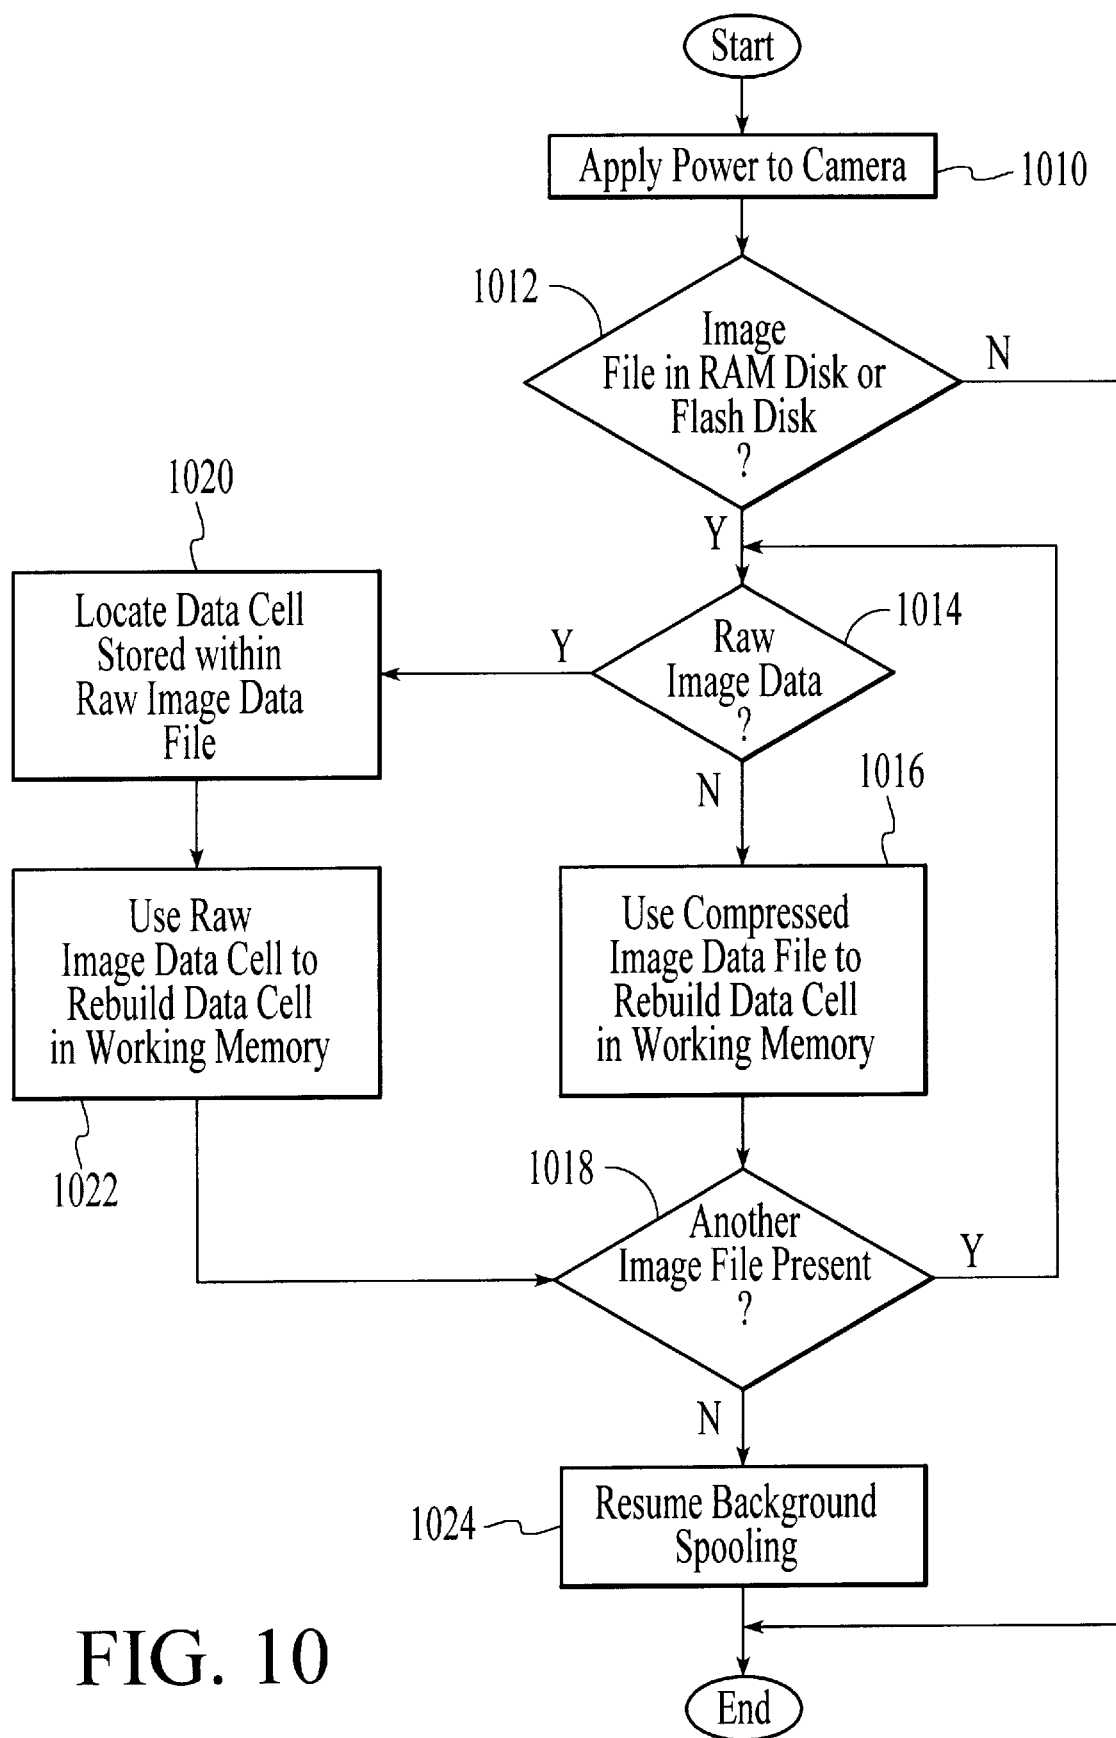 Start
Apply Power to Camera
1010
1012
Image
File in RAM Disk or
Flash Disk
?
N
Y
1020
Locate Data Cell
Stored within
Raw Image Data
File
Y
1014
Raw
Image Data
?
N
1016
Use Raw
Image Data Cell to
Rebuild Data Cell
in Working Memory
1022
Use Compressed
Image Data File to
Rebuild Data Cell
in Working Memory
1018
Another
Image File Present
?
Y
N
1024
Resume Background
Spooling
FIG. 10
End